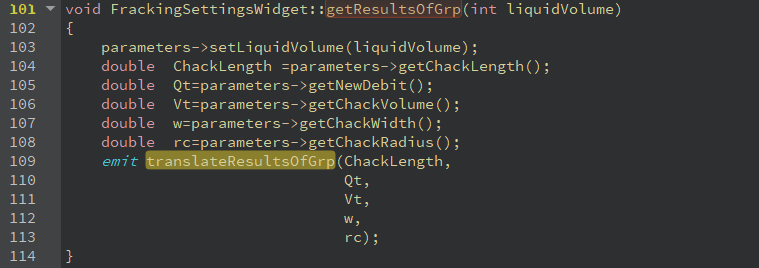 101 void FrackingSettingsWidget::getResultsOfGrp(int liquidVolume)
102 {
103     parameters->setLiquidVolume(liquidVolume);
104     double  ChackLength =parameters->getChackLength();
105     double  Qt=parameters->getNewDebit();
106     double  Vt=parameters->getChackVolume();
107     double  w=parameters->getChackWidth();
108     double  rc=parameters->getChackRadius();
109     emit translateResultsOfGrp(ChackLength,
110                                Qt,
111                                Vt,
112                                w,
113                                rc);
114 }